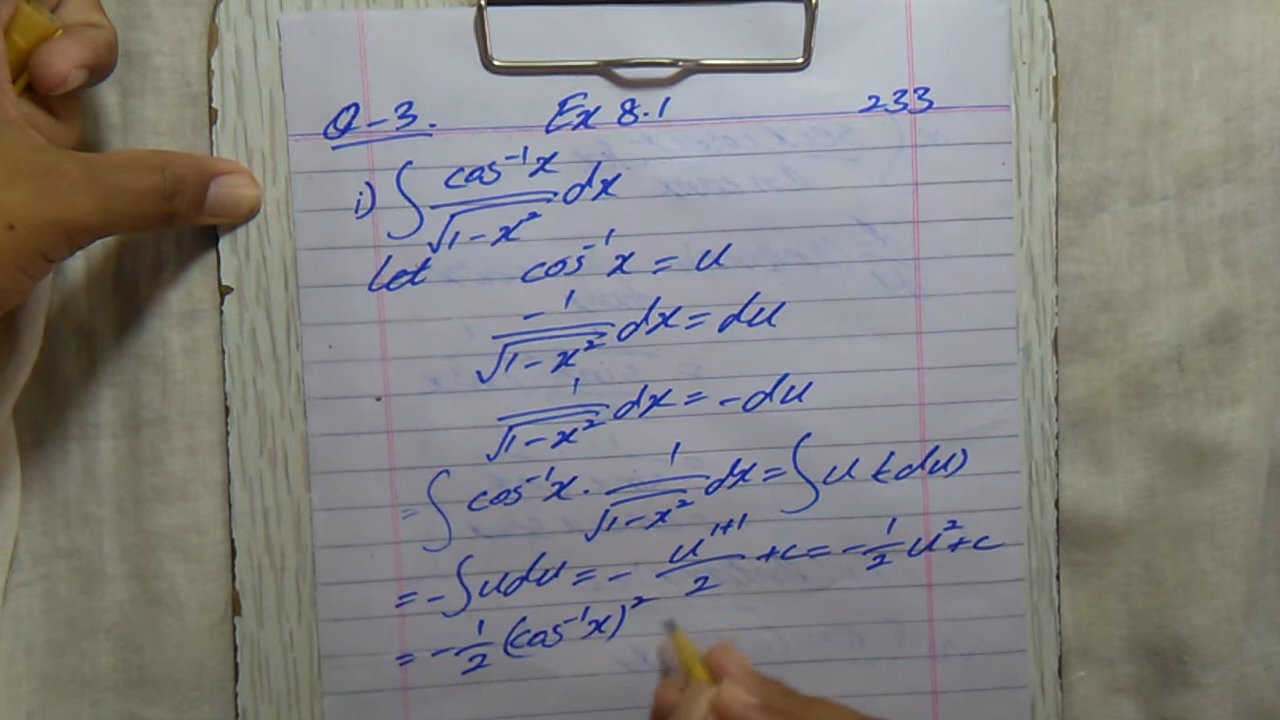 Q-3. Ex 8.1 233
i) ∫ cos⁻¹x / √(1-x²) dx
Let cos⁻¹x = u
-1 / √(1-x²) dx = du
1 / √(1-x²) dx = -du
= ∫ cos⁻¹x · 1 / √(1-x²) dx = ∫ u (-du)
= -∫ u du = - u¹⁺¹ / 2 + c = - 1/2 u² + c
= - 1/2 (cos⁻¹x)²